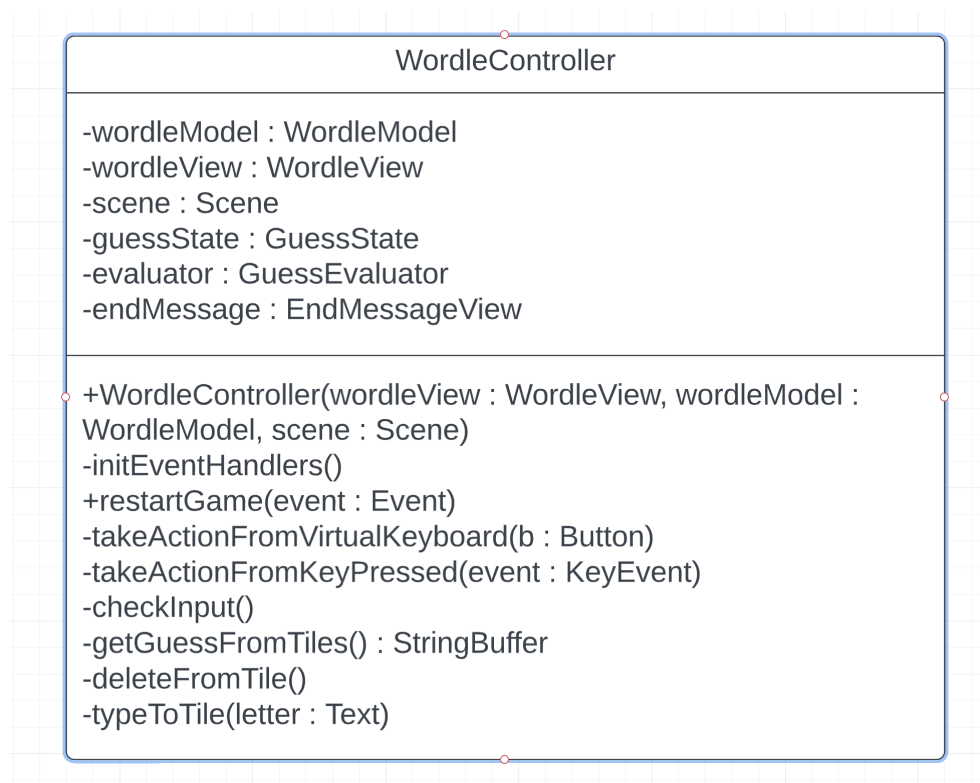 WordleController
-wordleModel : WordleModel
-wordleView : WordleView
-scene : Scene
-guessState : GuessState
-evaluator : GuessEvaluator
-endMessage : EndMessageView
+WordleController(wordleView : WordleView, wordleModel :
WordleModel, scene : Scene)
-initEventHandlers()
+restartGame(event : Event)
-takeActionFromVirtualKeyboard(b : Button)
-takeActionFromKeyPressed(event : KeyEvent)
-checkInput()
-getGuessFromTiles() : StringBuffer
-deleteFromTile()
-typeToTile(letter : Text)